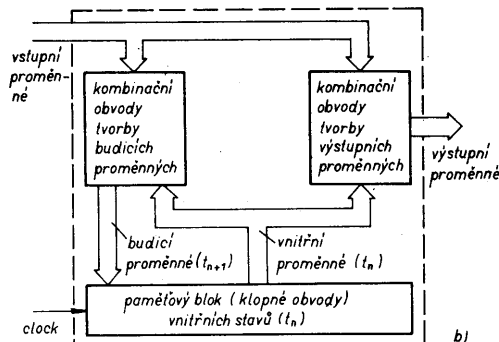 vstupní
proměn-
né
kombinační
obvody
tvorby
budicích
proměnných
kombinační
obvody
tvorby
výstupních
proměnných
výstupní
proměnné
budicí
proměnné (tn+1)
vnitřní
proměnné (tn)
paměťový blok (klopné obvody)
vnitřních stavů (tn)
clock
b)